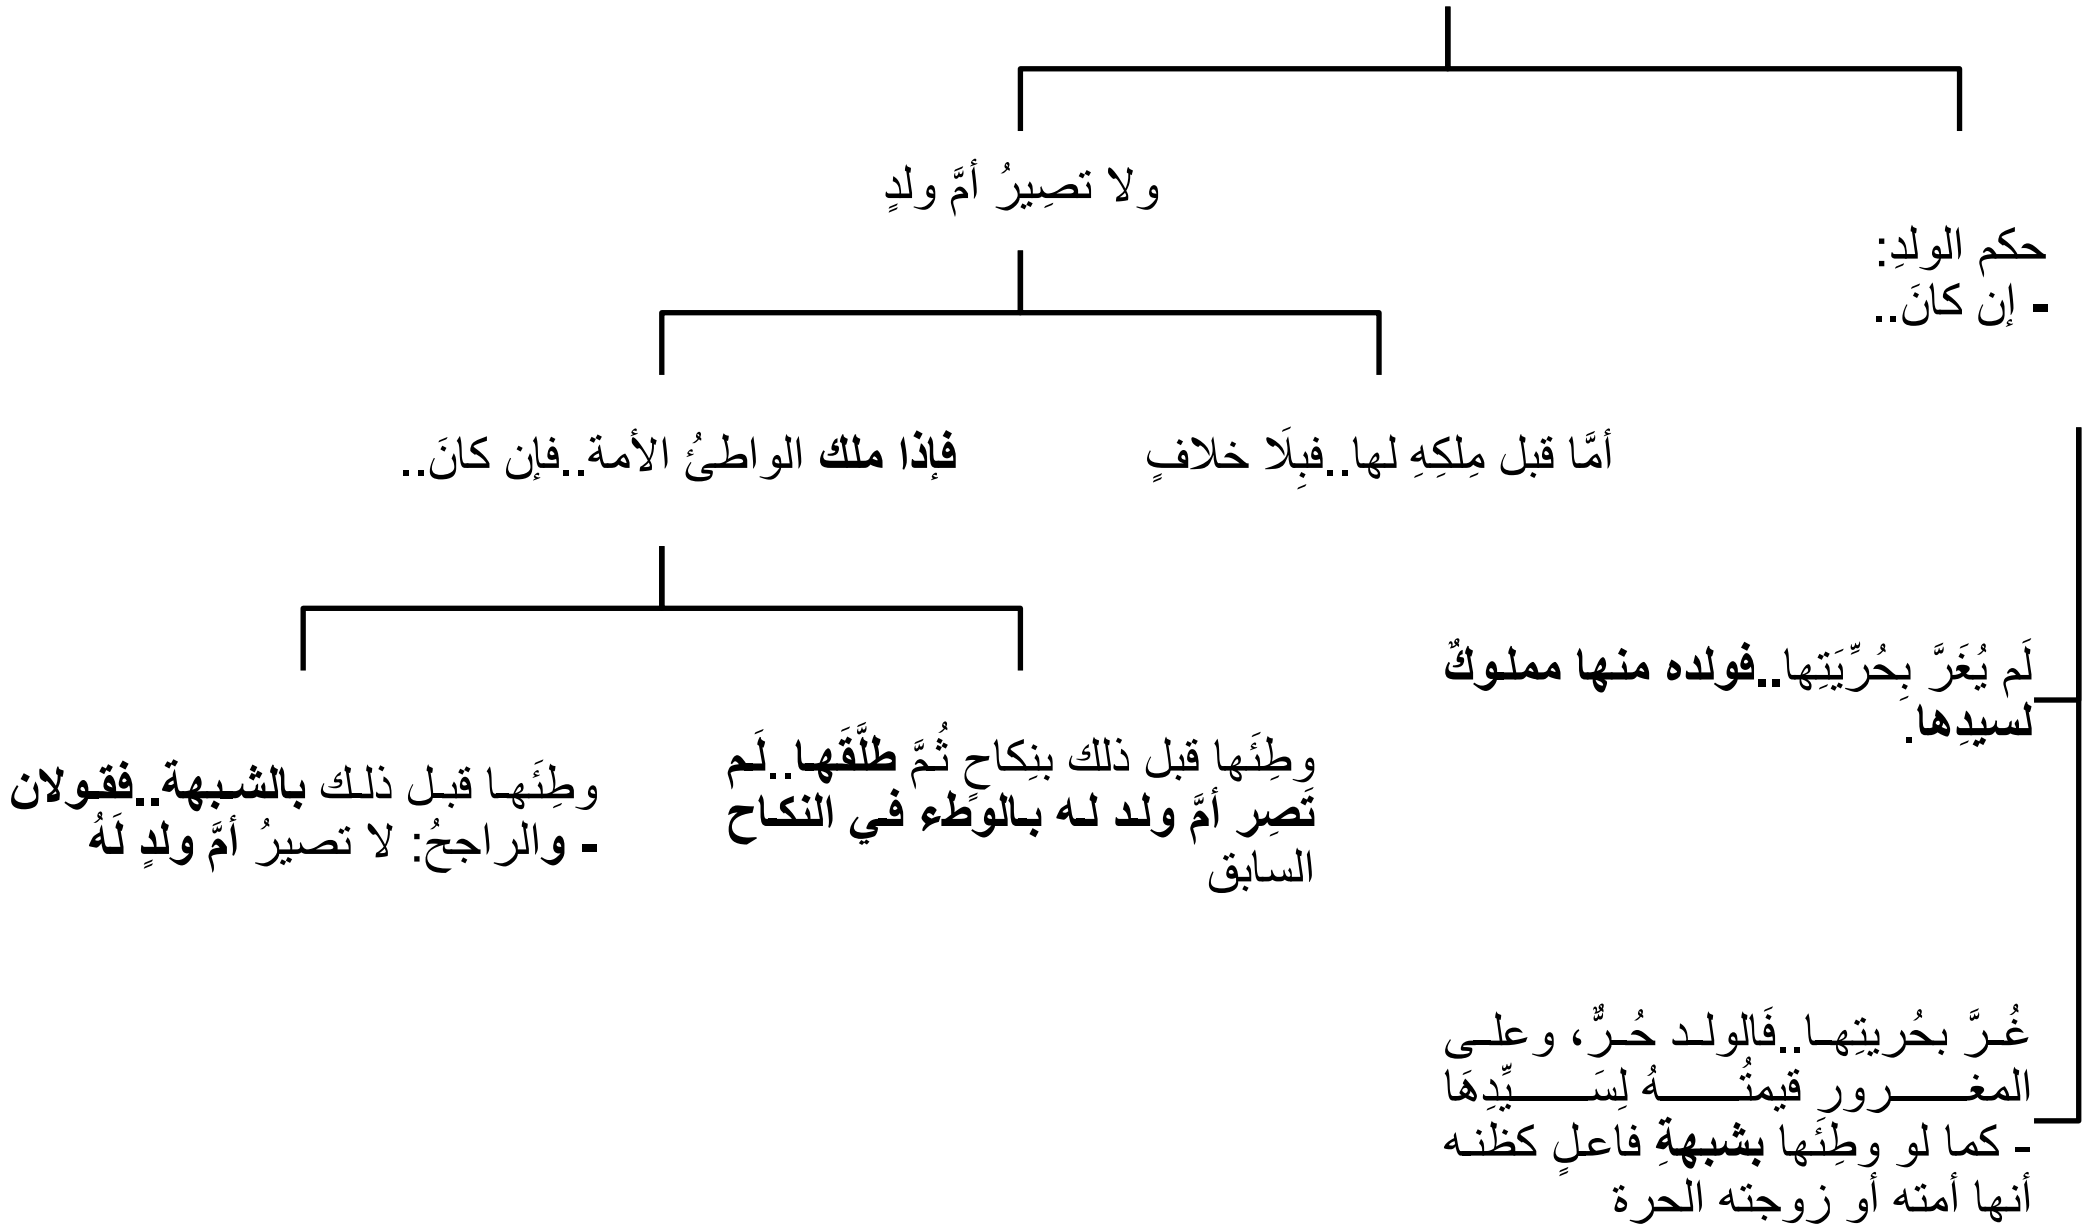 ولا تصِيرُ أمَّ ولدٍ
حكم الولدِ:
- إن كانَ..
أمَّا قبل مِلكِهِ لها..فبِلَا خلافٍ
فإذا ملك الواطئُ الأمة..فإن كانَ..
لَم يُغَرَّ بِحُرِّيَتِها..فولده منها مملوكٌ
لسيدِها.
وطِئَها قبل ذلك بنِكاحٍ ثُمَّ طلَّقَها..لَم
تَصِر أمَّ ولد له بالوطء في النكاح
السابق
وطِئَها قبل ذلك بالشبهة..فقولان
- والراجحُ: لا تصيرُ أمَّ ولدٍ لَهُ
غُرَّ بحُريتِها..فَالولد حُرٌّ، وعلى
المغرورِ قيمتُهُ لِسَيِّدِهَا
- كما لو وطِئَها بشبهةِ فاعلٍ كظنه
أنها أمته أو زوجته الحرة